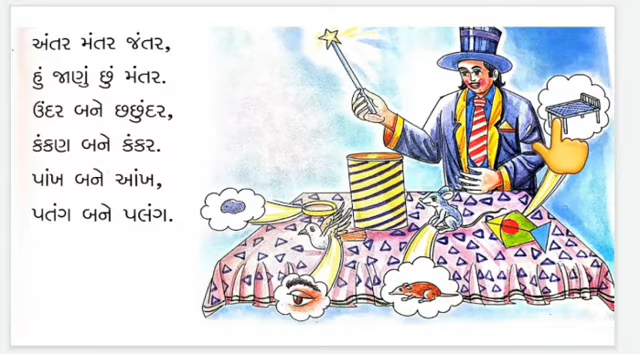 અંતર મંતર જંતર,
હું જાણું છું મંતર.
ઉંદર બને છછુંદર,
કંકણ બને કંકર.
પાંખ બને આંખ,
પતંગ બને પલંગ.